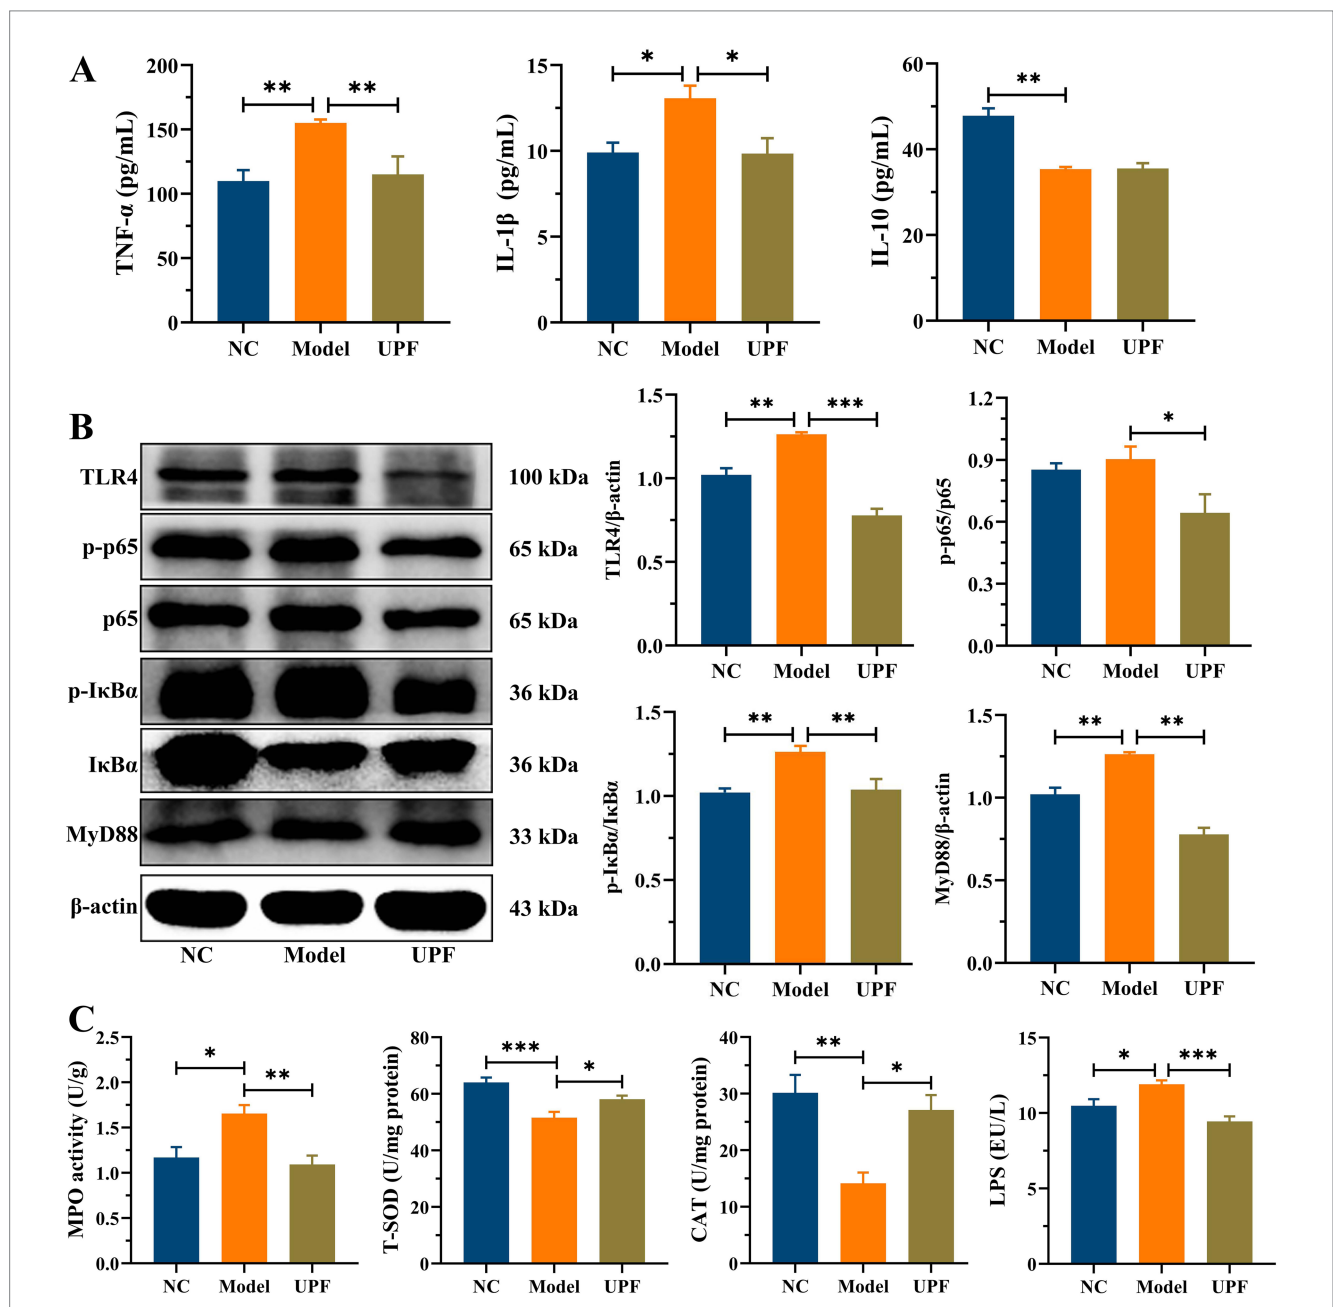 A
TNF-α (pg/mL)
200
150
100
50
0
** **
NC Model UPF
IL-1β (pg/mL)
15
10
5
0
* *
NC Model UPF
IL-10 (pg/mL)
60
40
20
0
**
NC Model UPF
B
TLR4 100 kDa
p-p65 65 kDa
p65 65 kDa
p-IκBα 36 kDa
IκBα 36 kDa
MyD88 33 kDa
β-actin 43 kDa
NC Model UPF
TLR4/β-actin
1.5
1.0
0.5
0.0
** ***
NC Model UPF
p-p65/p65
1.2
0.9
0.6
0.3
0.0
*
NC Model UPF
p-IκBα/IκBα
1.5
1.0
0.5
0.0
** **
NC Model UPF
MyD88/β-actin
1.5
1.0
0.5
0.0
** **
NC Model UPF
C
MPO activity (U/g)
2.5
2.0
1.5
1.0
0.5
0.0
* **
NC Model UPF
T-SOD (U/mg protein)
80
60
40
20
0
*** *
NC Model UPF
CAT (U/mg protein)
40
30
20
10
0
** *
NC Model UPF
LPS (EU/L)
15
10
5
0
* ***
NC Model UPF